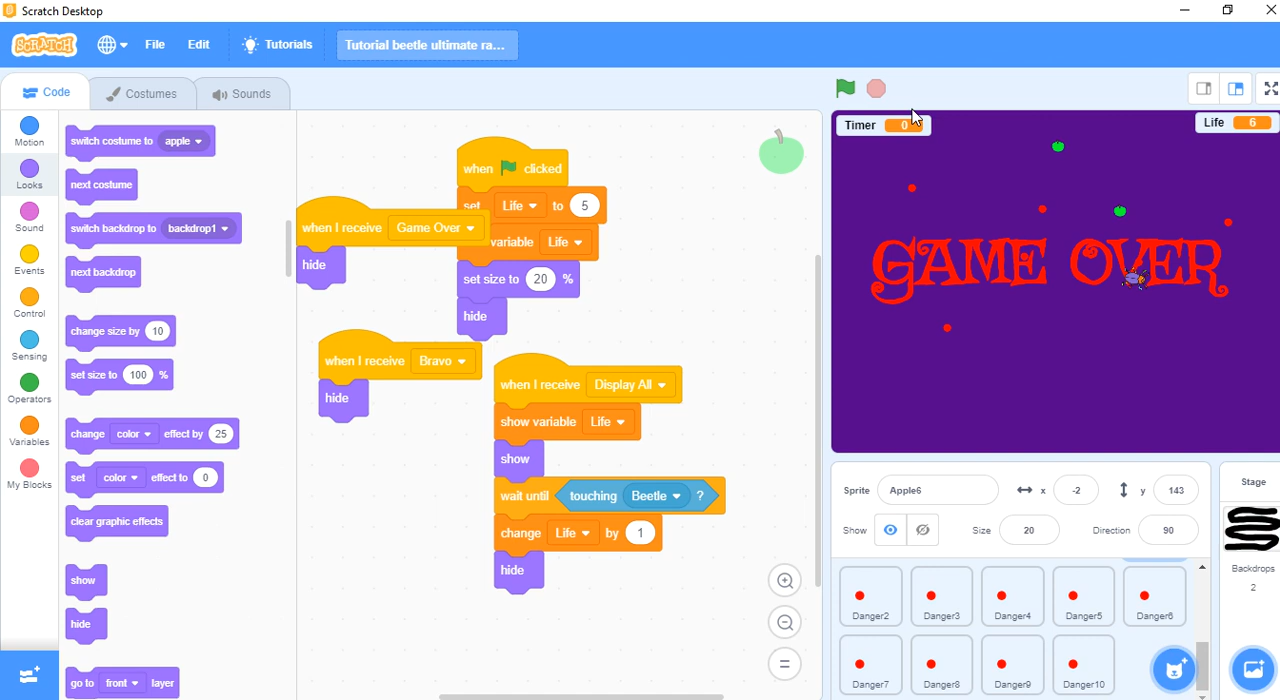 Scratch Desktop
SCRATCH File Edit Tutorials Tutorial beetle ultimate ra...
Code Costumes Sounds
Motion
Looks
Sound
Events
Control
Sensing
Operators
Variables
My Blocks
switch costume to apple
next costume
switch backdrop to backdrop1
next backdrop
change size by 10
set size to 100 %
change color effect by 25
set color effect to 0
clear graphic effects
show
hide
go to front layer
when clicked
set Life to 5
variable Life
set size to 20 %
hide
when I receive Game Over
hide
when I receive Bravo
hide
when I receive Display All
show variable Life
show
wait until touching Beetle ?
change Life by 1
hide
Timer 0
Life 6
GAME OVER
Sprite Apple6 x -2 y 143
Show Size 20 Direction 90
Danger2 Danger3 Danger4 Danger5 Danger6
Danger7 Danger8 Danger9 Danger10
Stage
Backdrops
2